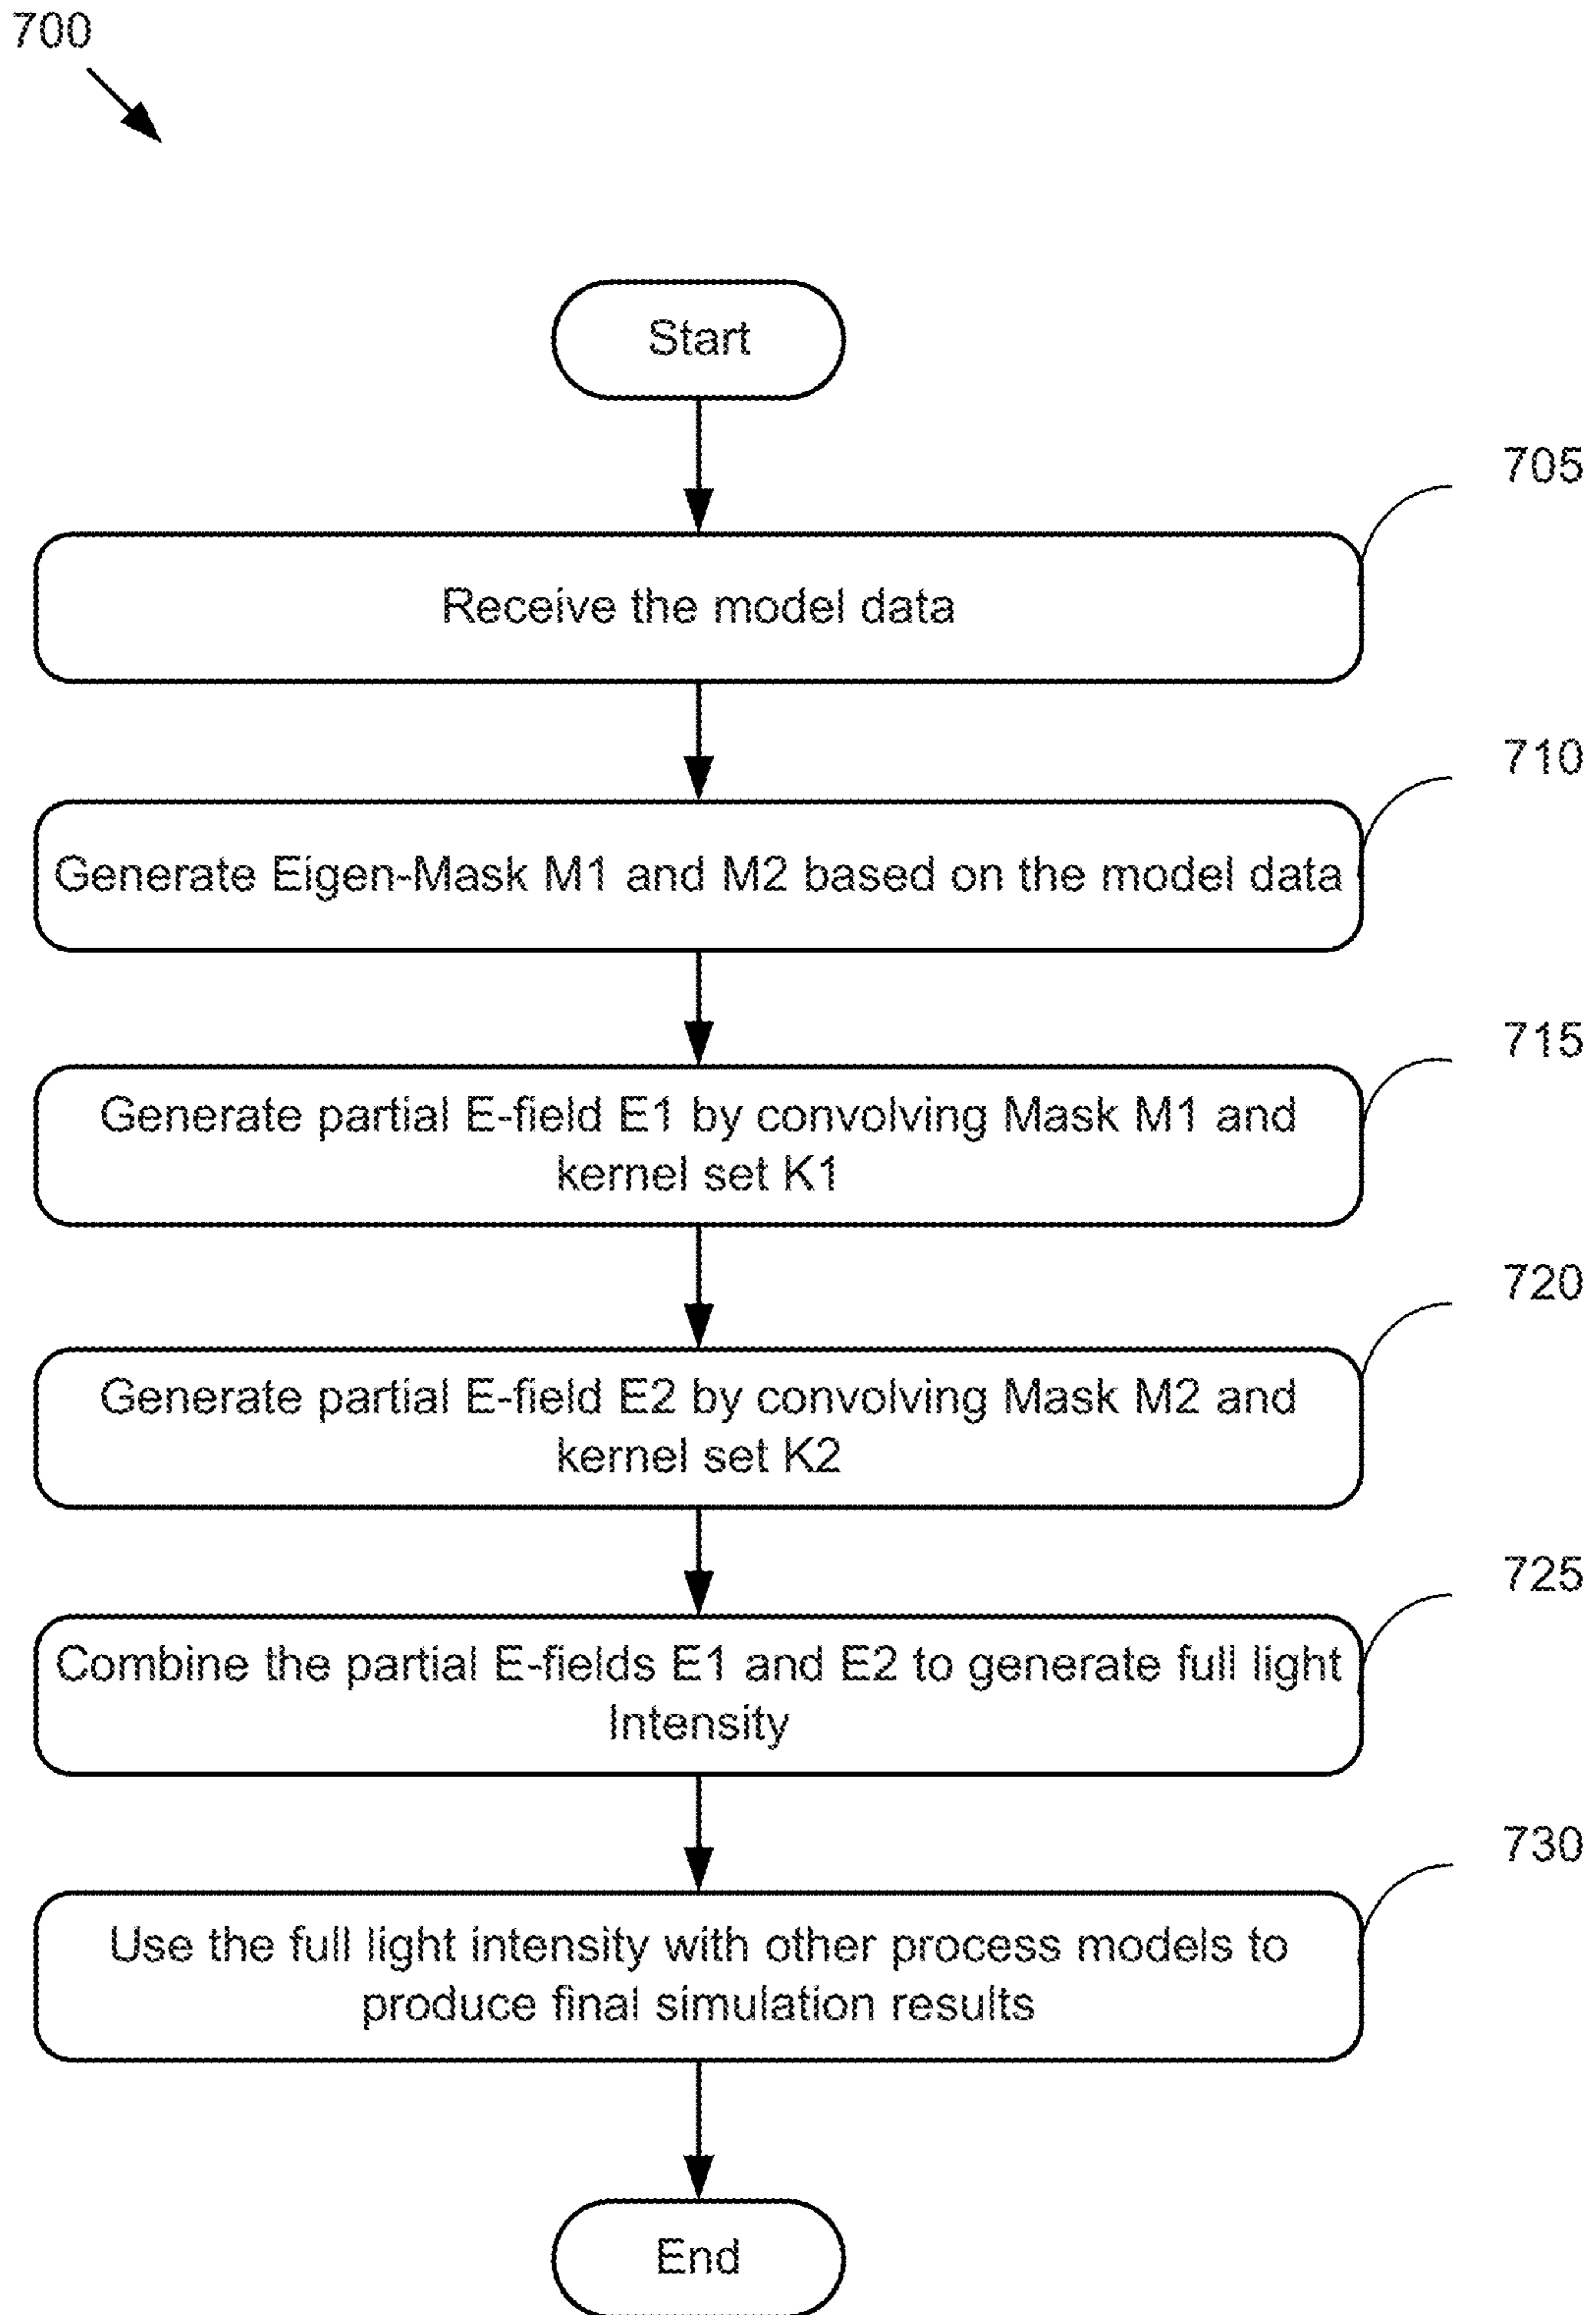 700
Start
705
Receive the model data
710
Generate Eigen-Mask M1 and M2 based on the model data
715
Generate partial E-field E1 by convolving Mask M1 and
kernel set K1
720
Generate partial E-field E2 by convolving Mask M2 and
kernel set K2
725
Combine the partial E-fields E1 and E2 to generate full light
Intensity
730
Use the full light intensity with other process models to
produce final simulation results
End